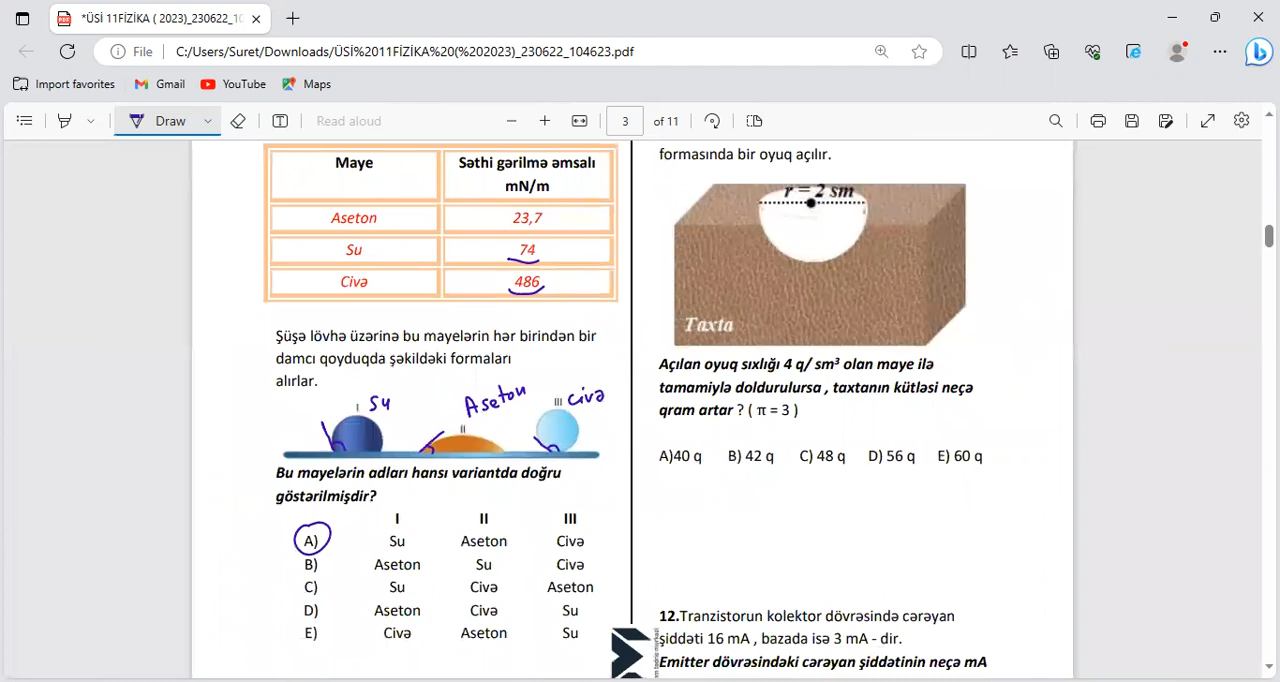 *ÜSİ 11FİZİKA ( 2023)_230622_10
File C:/Users/Suret/Downloads/ÜSİ%2011FİZİKA%20(%202023)_230622_104623.pdf
Import favorites Gmail YouTube Maps
Draw Read aloud 3 of 11
Maye Səthi gərilmə əmsalı
mN/m
Aseton 23,7
Su 74
Civə 486
Şüşə lövhə üzərinə bu mayelərin hər birindən bir
damcı qoyduqda şəkildəki formaları
alırlar.
I Su II Aseton III Civə
Bu mayelərin adları hansı variantda doğru
göstərilmişdir?
I II III
A) Su Aseton Civə
B) Aseton Su Civə
C) Su Civə Aseton
D) Aseton Civə Su
E) Civə Aseton Su
formasında bir oyuq açılır.
r = 2 sm
Taxta
Açılan oyuq sıxlığı 4 q/ sm³ olan maye ilə
tamamiylə doldurulursa , taxtanın kütləsi neçə
qram artar ? ( π = 3 )
A)40 q B) 42 q C) 48 q D) 56 q E) 60 q
12.Tranzistorun kolektor dövrəsində cərəyan
şiddəti 16 mA , bazada isə 3 mA - dir.
Emitter dövrəsindəki cərəyan şiddətinin neçə mA